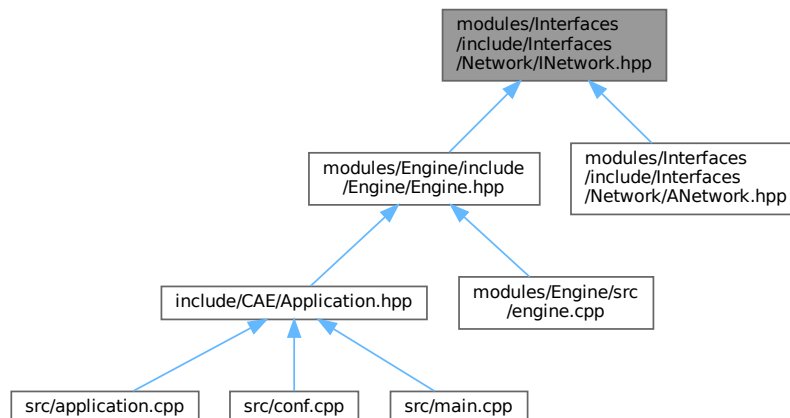 modules/Interfaces
/include/Interfaces
/Network/INetwork.hpp
modules/Engine/include
/Engine/Engine.hpp
modules/Interfaces
/include/Interfaces
/Network/ANetwork.hpp
include/CAE/Application.hpp
modules/Engine/src
/engine.cpp
src/application.cpp
src/conf.cpp
src/main.cpp